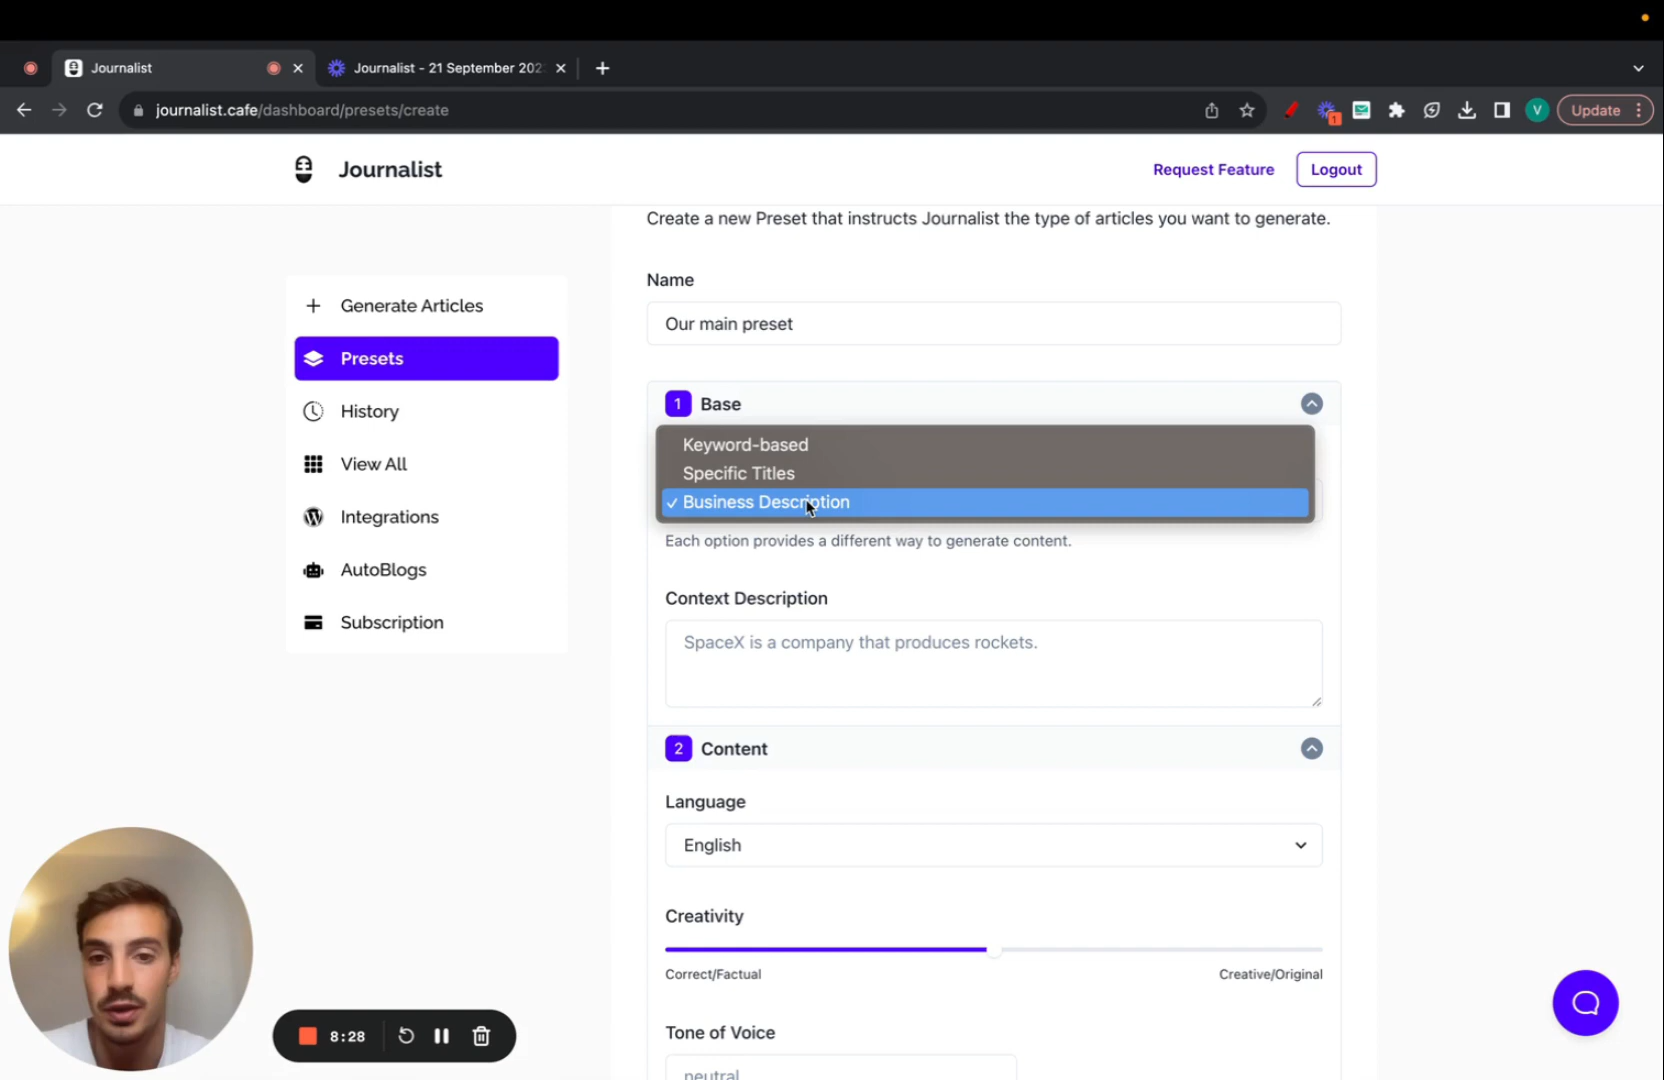 Journalist
Journalist - 21 September 202
journalist.cafe/dashboard/presets/create
1
V
Update
Journalist
Request Feature
Logout
Create a new Preset that instructs Journalist the type of articles you want to generate.
Generate Articles
Presets
History
View All
Integrations
AutoBlogs
Subscription
Name
Our main preset
1 Base
Keyword-based
Specific Titles
✓ Business Description
Each option provides a different way to generate content.
Context Description
SpaceX is a company that produces rockets.
2 Content
Language
English
Creativity
Correct/Factual
Creative/Original
Tone of Voice
neutral
8:28